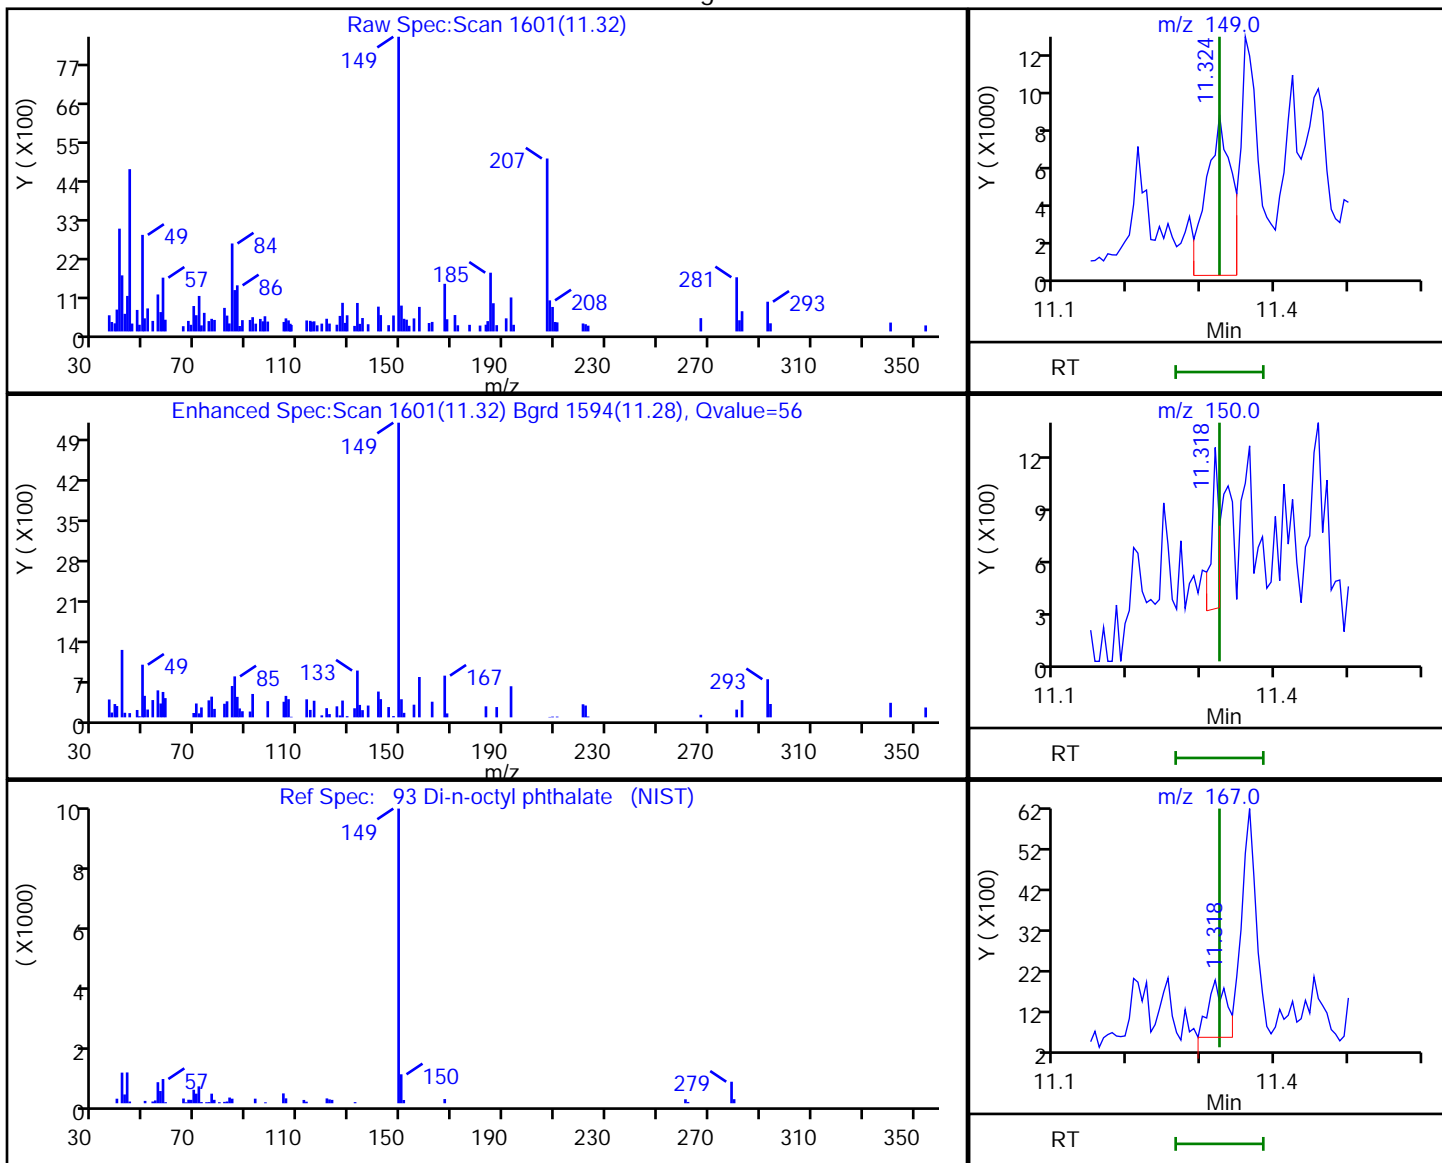 Raw Spec:Scan 1601(11.32)
Y ( X100)
77
66
55
44
33
22
11
0
149
207
49
84
57
86
185
208
281
293
30 70 110 150 190 230 270 310 350
m/z
m/z 149.0
Y ( X1000)
12
10
8
6
4
2
0
11.324
11.1 11.4
Min
RT
Enhanced Spec:Scan 1601(11.32) Bgrd 1594(11.28), Qvalue=56
Y ( X100)
49
42
35
28
21
14
7
0
149
49
85
133
167
293
30 70 110 150 190 230 270 310 350
m/z
m/z 150.0
Y ( X100)
12
9
6
3
0
11.318
11.1 11.4
Min
RT
Ref Spec: 93 Di-n-octyl phthalate (NIST)
( X1000)
10
8
6
4
2
0
149
57
150
279
30 70 110 150 190 230 270 310 350
m/z 167.0
Y ( X100)
62
52
42
32
22
12
2
11.318
11.1 11.4
Min
RT